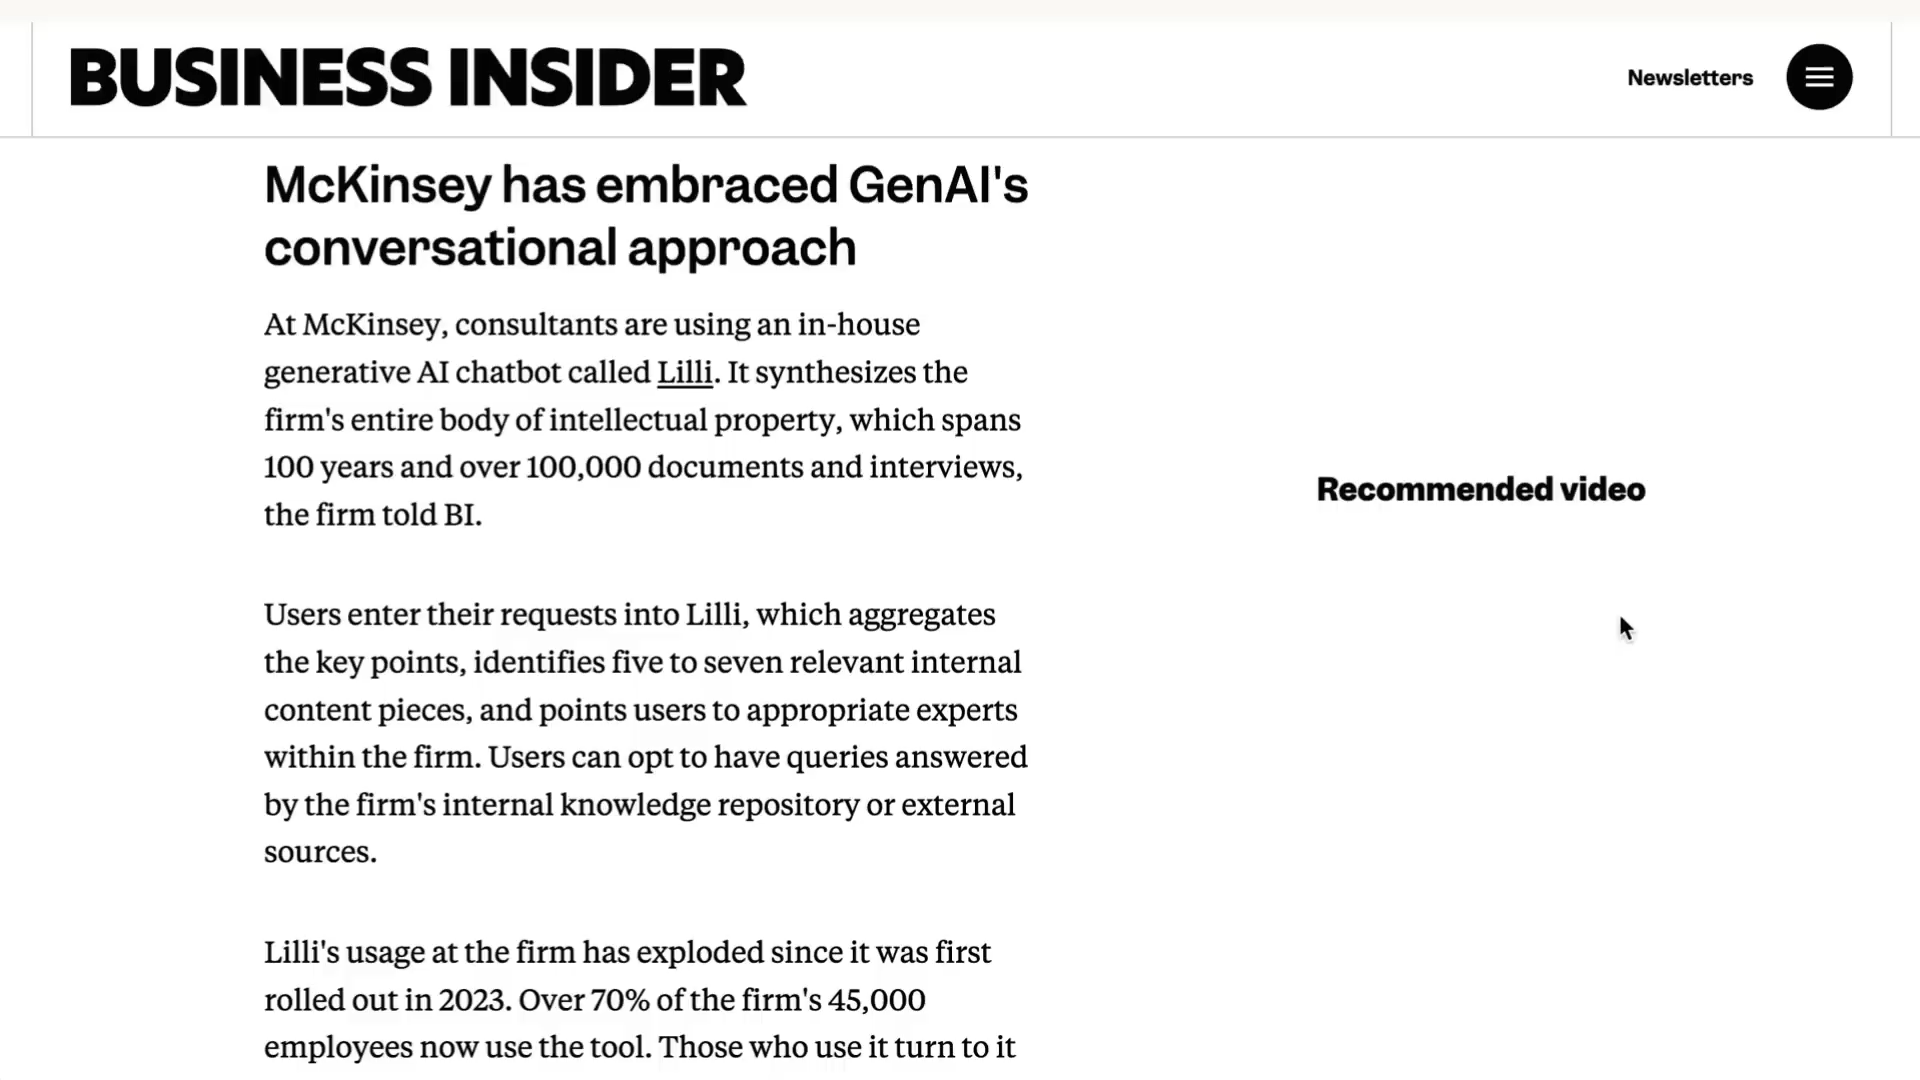 BUSINESS INSIDER
Newsletters
McKinsey has embraced GenAI's
conversational approach
At McKinsey, consultants are using an in-house
generative AI chatbot called Lilli. It synthesizes the
firm's entire body of intellectual property, which spans
100 years and over 100,000 documents and interviews,
the firm told BI.
Users enter their requests into Lilli, which aggregates
the key points, identifies five to seven relevant internal
content pieces, and points users to appropriate experts
within the firm. Users can opt to have queries answered
by the firm's internal knowledge repository or external
sources.
Lilli's usage at the firm has exploded since it was first
rolled out in 2023. Over 70% of the firm's 45,000
employees now use the tool. Those who use it turn to it
Recommended video